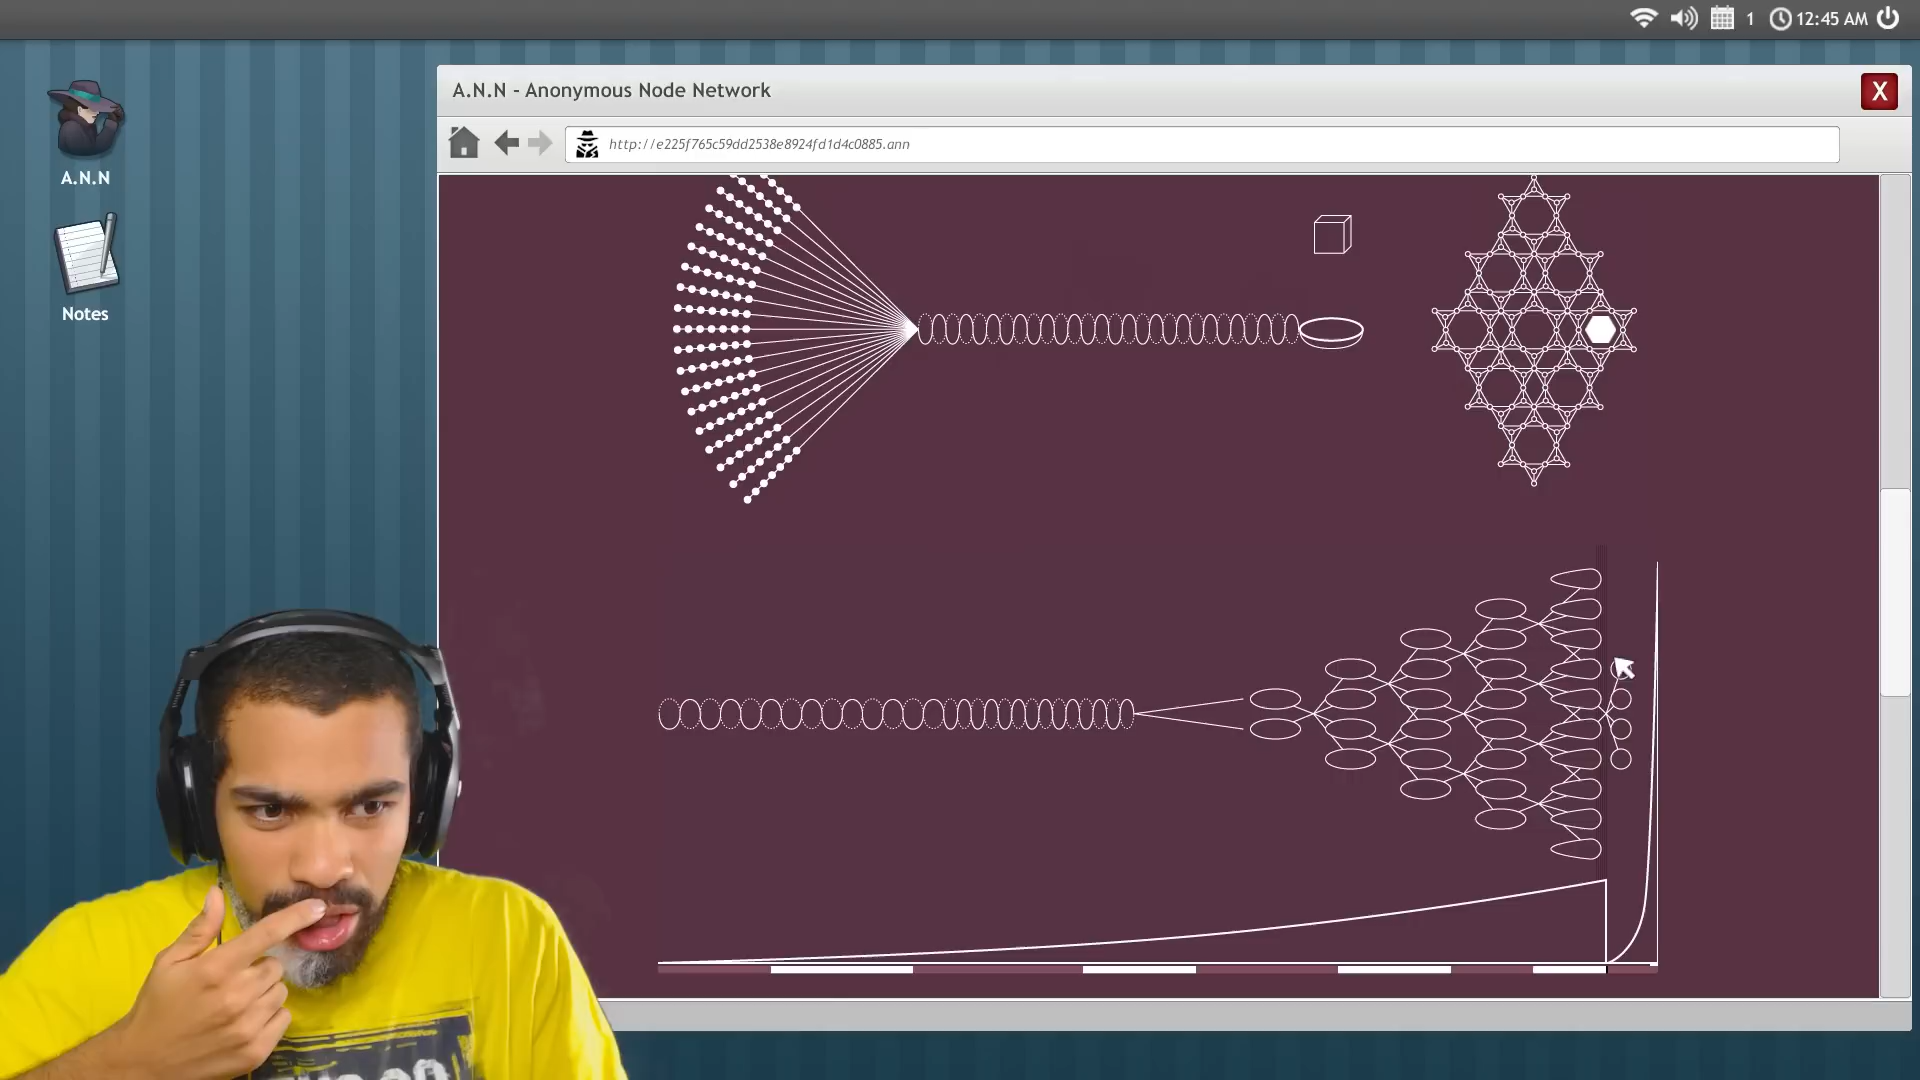 1
12:45 AM
A.N.N - Anonymous Node Network
X
http://e225f765c59dd2538e8924fd1d4c0885.ann
A.N.N
Notes